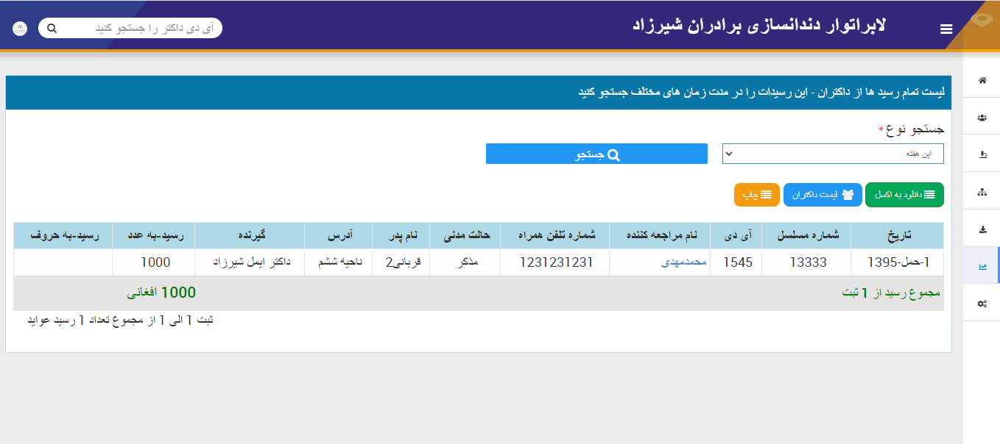 لابراتوار دندانسازی برادران شیرزاد
آی دی داکتر را جستجو کنید
لیست تمام رسید ها از داکتران - این رسیدات را در مدت زمان های مختلف جستجو کنید
جستجو نوع *
این هفته
جستجو
دانلود به اکسل لیست داکتران چاپ
تاریخ شماره مسلسل آی دی نام مراجعه کننده شماره تلفن همراه حالت مدنی نام پدر آدرس گیرنده رسید-به عدد رسید-به حروف
1-حمل-1395 13333 1545 محمدمهدی 1231231231 مذکر قربانی2 ناحیه ششم داکتر ایمل شیرزاد 1000
مجموع رسید از 1 ثبت 1000 افغانی
ثبت 1 الی 1 از مجموع تعداد 1 رسید عواید